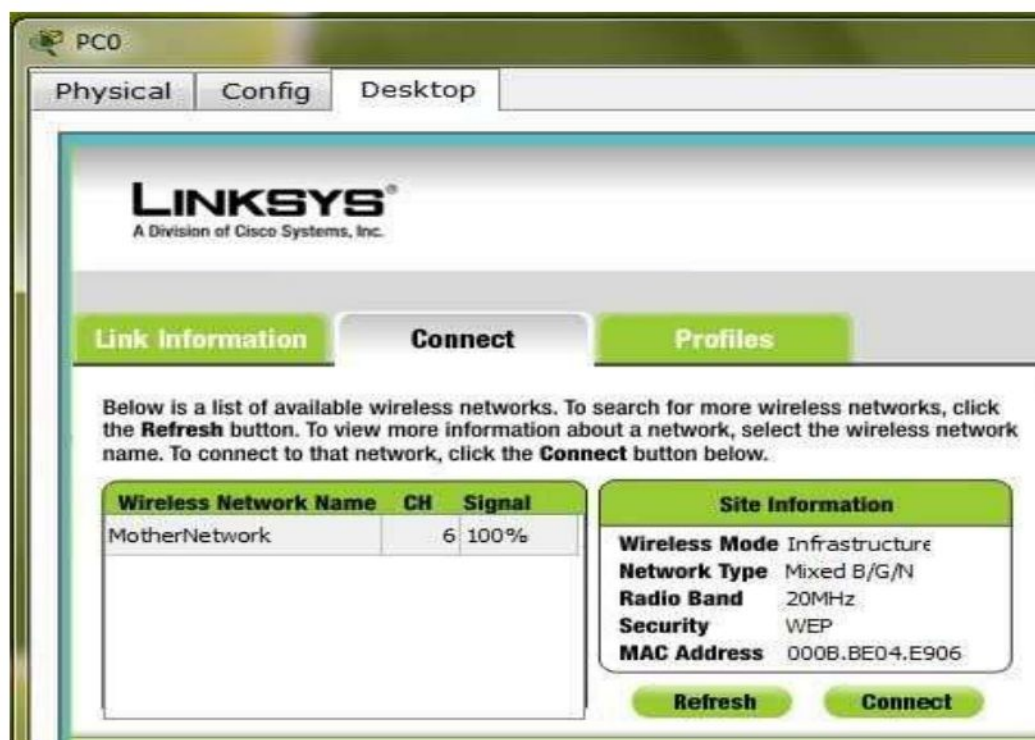 PC0
Physical Config Desktop
LINKSYS®
A Division of Cisco Systems, Inc.
Link Information Connect Profiles
Below is a list of available wireless networks. To search for more wireless networks, click
the Refresh button. To view more information about a network, select the wireless network
name. To connect to that network, click the Connect button below.
Wireless Network Name CH Signal
MotherNetwork 6 100%
Site Information
Wireless Mode Infrastructure
Network Type Mixed B/G/N
Radio Band 20MHz
Security WEP
MAC Address 000B.BE04.E906
Refresh Connect